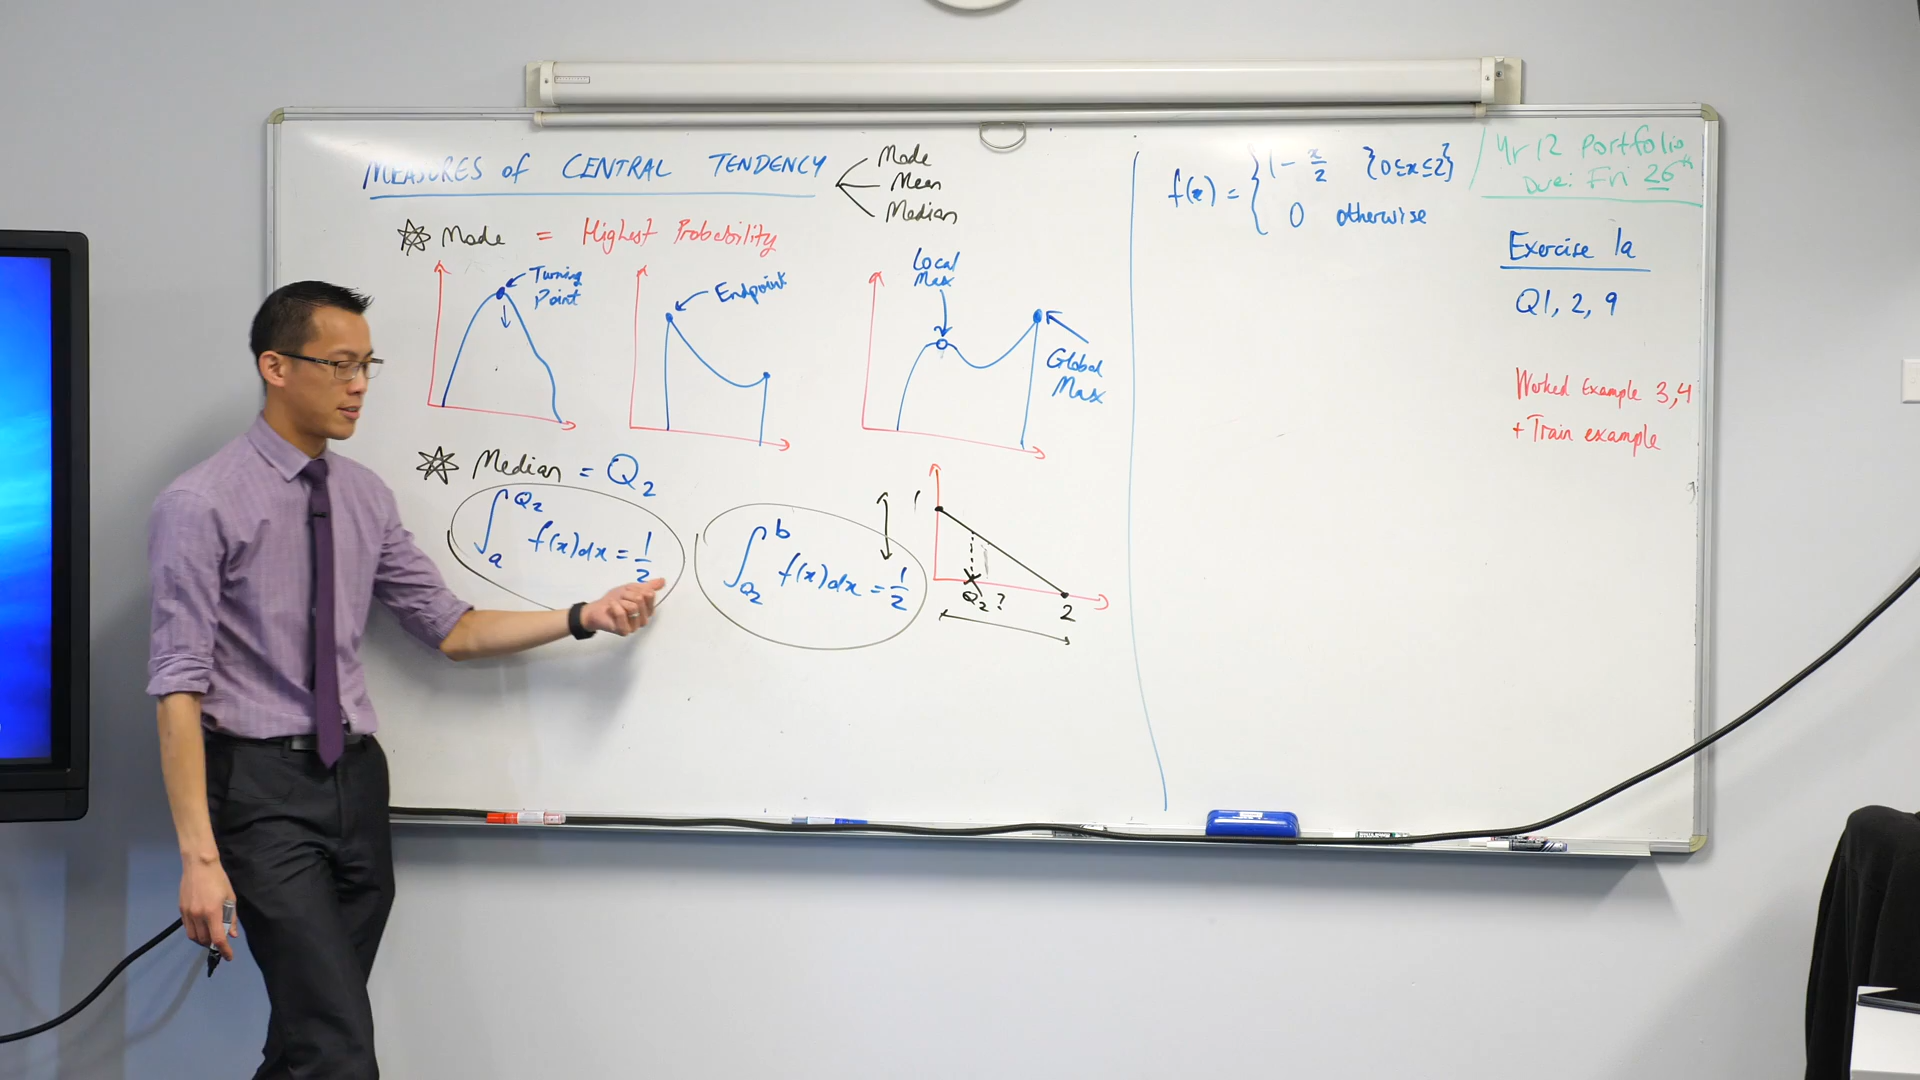 MEASURES of CENTRAL TENDENCY
Mode
Mean
Median
Mode = Highest Probability
Turning
Point
Endpoint
Local
Max
Global
Max
Median = Q₂
∫ₐ^Q₂ f(x)dx = 1/2
∫_Q₂^b f(x)dx = 1/2
1
Q₂?
2
f(x) = { 1 - x/2 {0≤x≤2}
0 otherwise
Yr 12 Portfolio
Due: Fri 26th
Exercise 1a
Q1, 2, 9
Worked Example 3,4
+ Train example